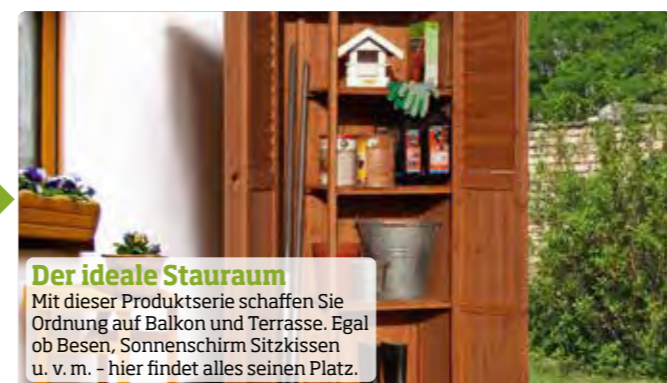 Der ideale Stauraum
Mit dieser Produktserie schaffen Sie
Ordnung auf Balkon und Terrasse. Egal
ob Besen, Sonnenschirm Sitzkissen
u. v. m. – hier findet alles seinen Platz.